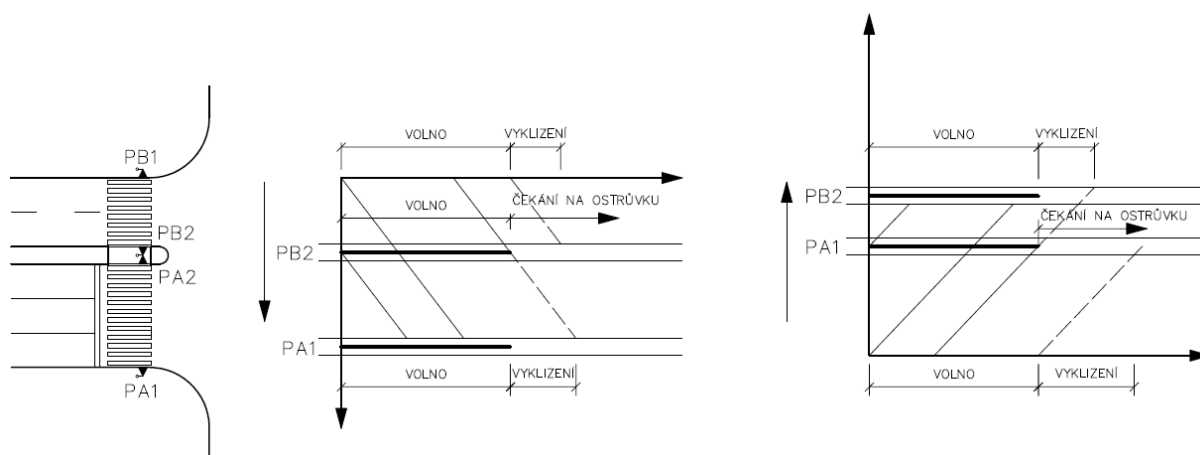 PB1
PB2
PA2
PA1
VOLNO
VYKLIZENÍ
VOLNO
ČEKÁNÍ NA OSTRŮVKU
PB2
PA1
VOLNO
VYKLIZENÍ
VOLNO
VYKLIZENÍ
PB2
ČEKÁNÍ NA OSTRŮVKU
PA1
VOLNO
VYKLIZENÍ